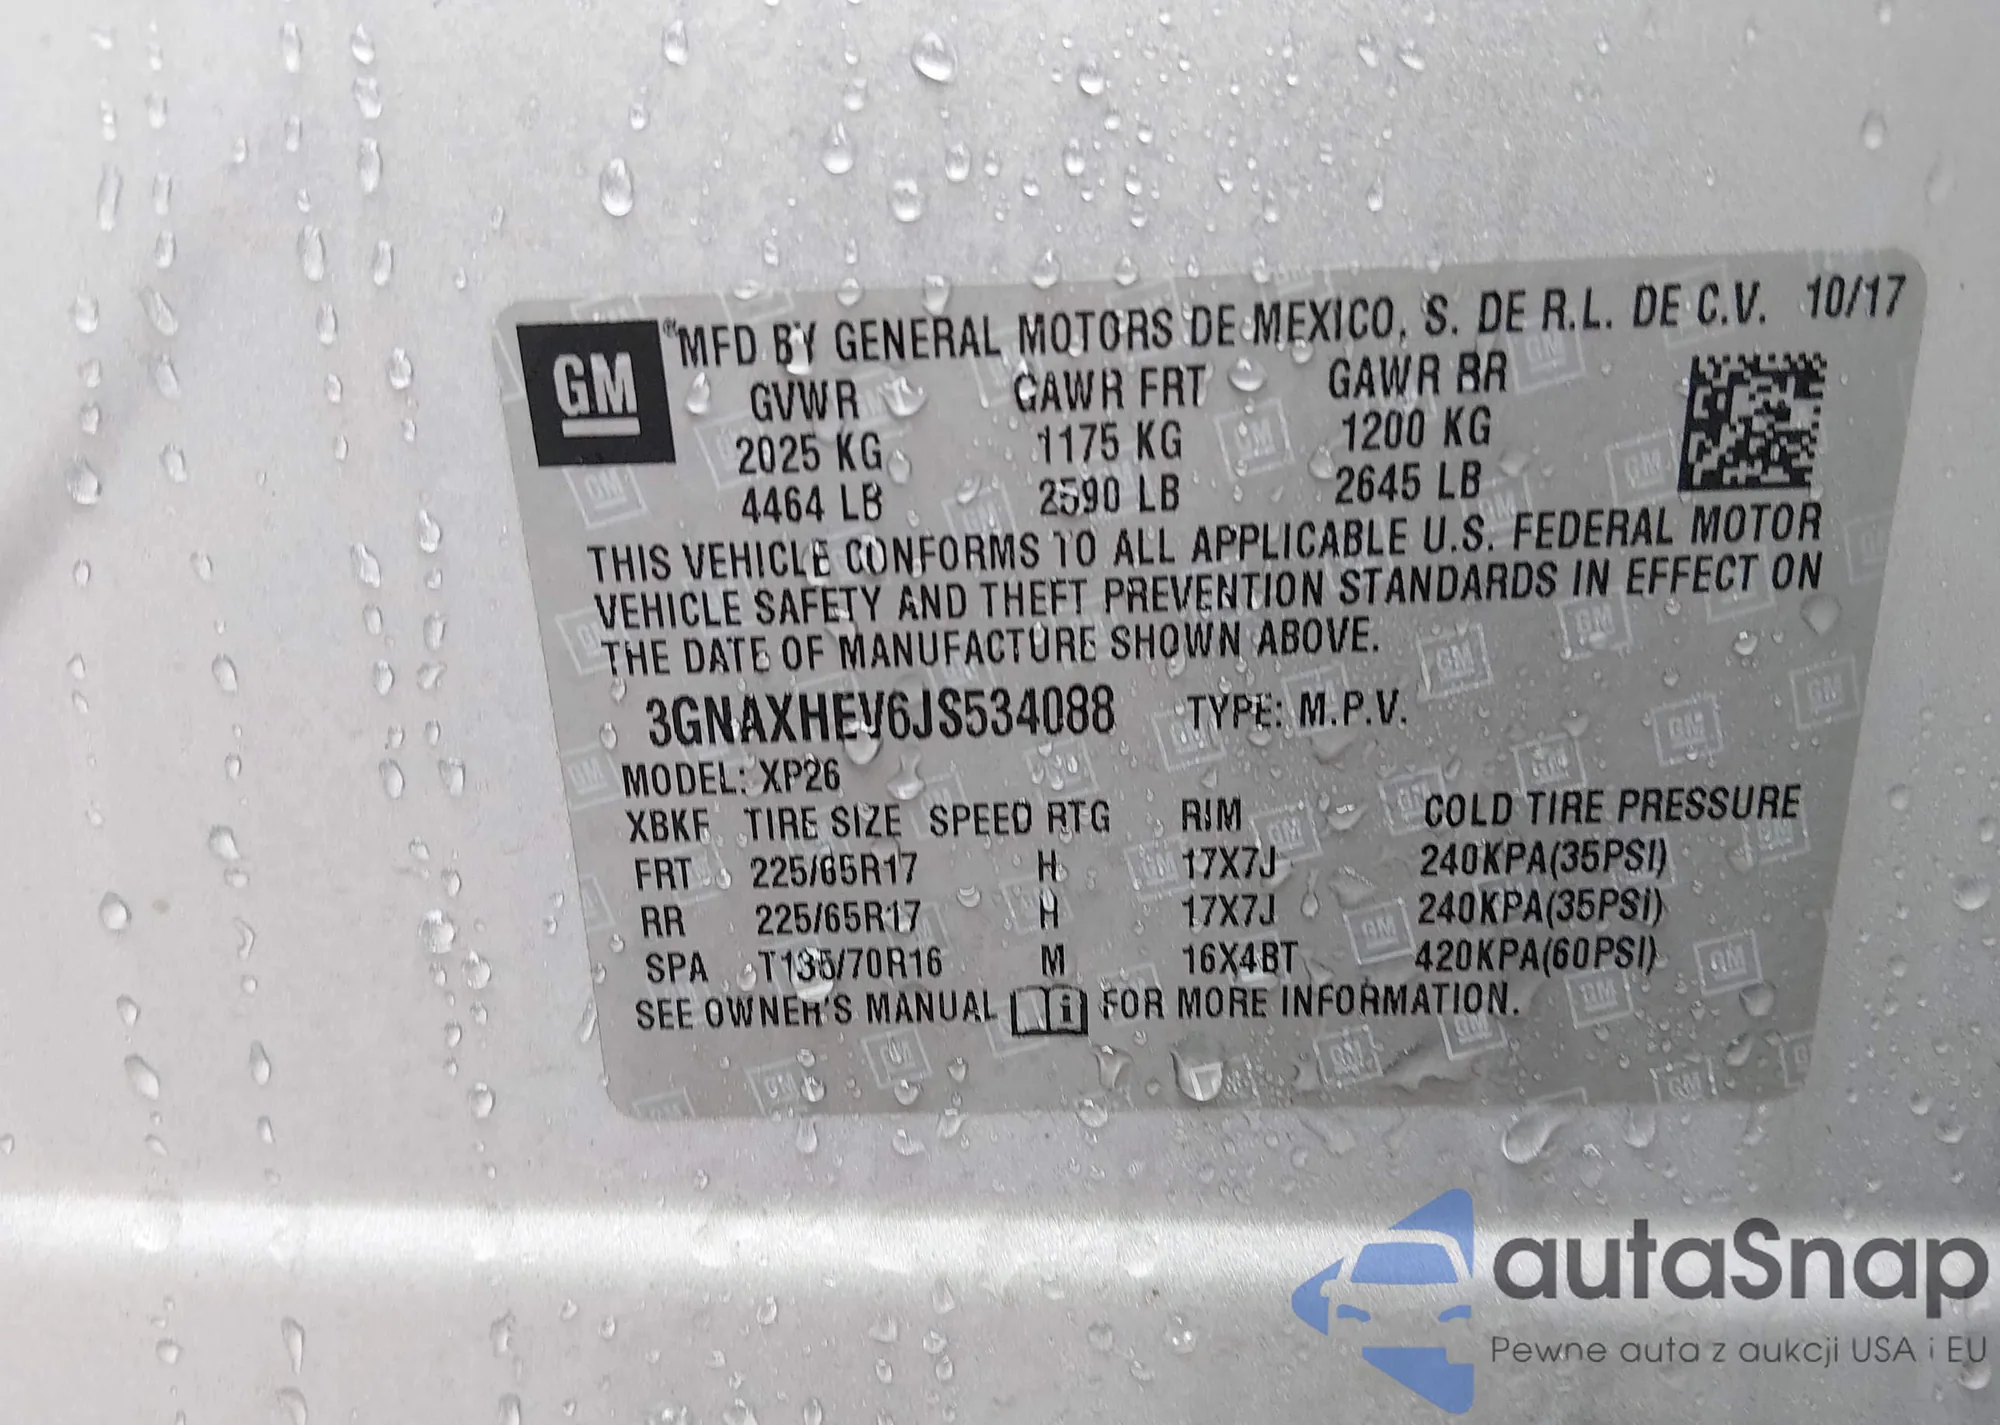 GM ®MFD BY GENERAL MOTORS DE MEXICO, S. DE R.L. DE C.V. 10/17
GVWR GAWR FRT GAWR RR
2025 KG 1175 KG 1200 KG
4464 LB 2590 LB 2645 LB
THIS VEHICLE CONFORMS TO ALL APPLICABLE U.S. FEDERAL MOTOR
VEHICLE SAFETY AND THEFT PREVENTION STANDARDS IN EFFECT ON
THE DATE OF MANUFACTURE SHOWN ABOVE.
3GNAXHEV6JS534088 TYPE: M.P.V.
MODEL: XP26
XBKF TIRE SIZE SPEED RTG RIM COLD TIRE PRESSURE
FRT 225/65R17 H 17X7J 240KPA(35PSI)
RR 225/65R17 H 17X7J 240KPA(35PSI)
SPA T135/70R16 M 16X4BT 420KPA(60PSI)
SEE OWNER'S MANUAL FOR MORE INFORMATION.
autaSnap
Pewne auta z aukcji USA i EU